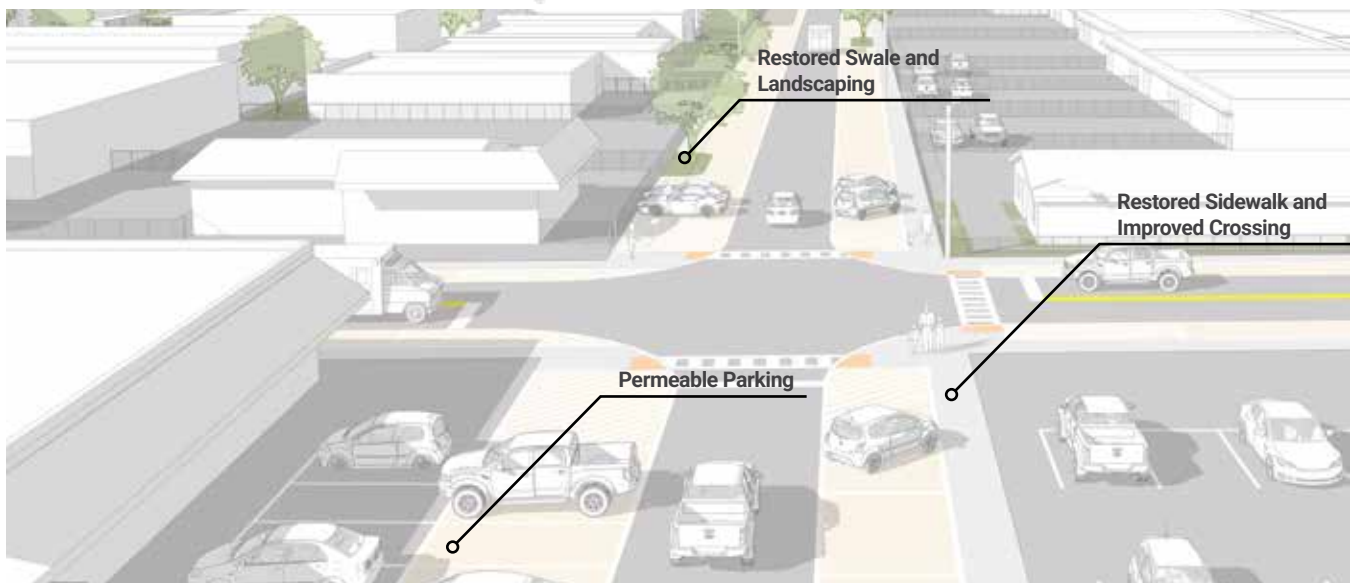 Restored Swale and
Landscaping
Restored Sidewalk and
Improved Crossing
Permeable Parking